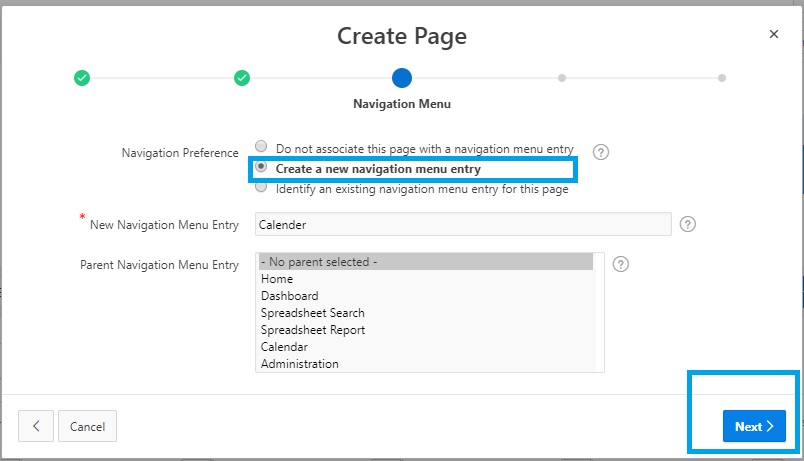 Create Page
×
Navigation Menu
Navigation Preference
Do not associate this page with a navigation menu entry
?
Create a new navigation menu entry
Identify an existing navigation menu entry for this page
* New Navigation Menu Entry
Calender
?
Parent Navigation Menu Entry
- No parent selected -
?
Home
Dashboard
Spreadsheet Search
Spreadsheet Report
Calendar
Administration
Cancel
Next